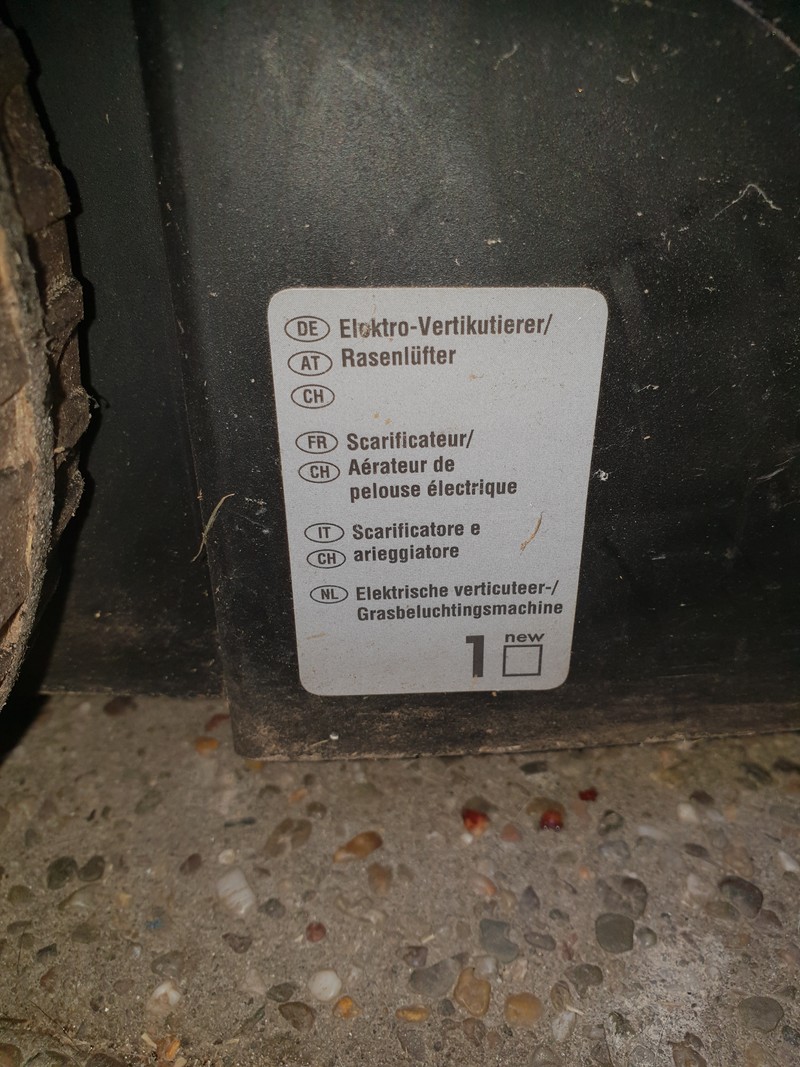 DE Elektro-Vertikutierer/
AT Rasenlüfter
CH
FR Scarificateur/
CH Aérateur de
pelouse électrique
IT Scarificatore e
CH arieggiatore
NL Elektrische verticuteer-/
Grasbeluchtingsmachine
1 new